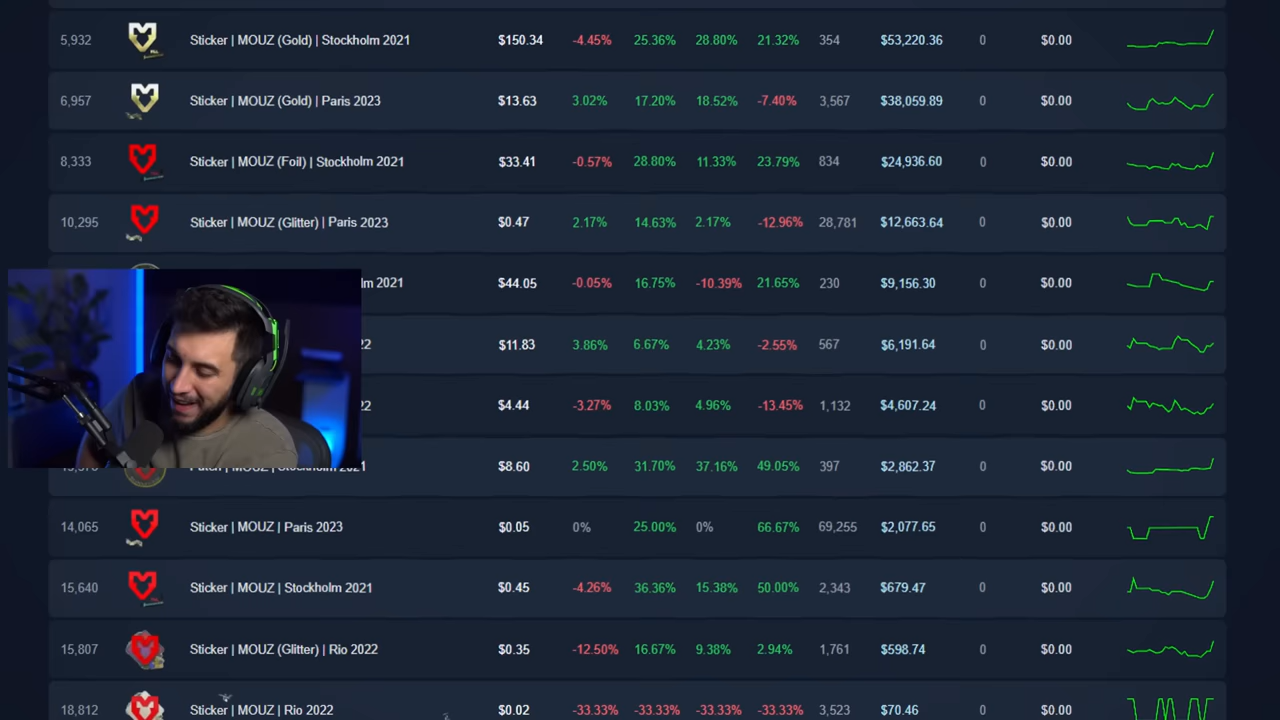 5,932 Sticker | MOUZ (Gold) | Stockholm 2021 $150.34 -4.45% 25.36% 28.80% 21.32% 354 $53,220.36 0 $0.00
6,957 Sticker | MOUZ (Gold) | Paris 2023 $13.63 3.02% 17.20% 18.52% -7.40% 3,567 $38,059.89 0 $0.00
8,333 Sticker | MOUZ (Foil) | Stockholm 2021 $33.41 -0.57% 28.80% 11.33% 23.79% 834 $24,936.60 0 $0.00
10,295 Sticker | MOUZ (Glitter) | Paris 2023 $0.47 2.17% 14.63% 2.17% -12.96% 28,781 $12,663.64 0 $0.00
2021 $44.05 -0.05% 16.75% -10.39% 21.65% 230 $9,156.30 0 $0.00
$11.83 3.86% 6.67% 4.23% -2.55% 567 $6,191.64 0 $0.00
$4.44 -3.27% 8.03% 4.96% -13.45% 1,132 $4,607.24 0 $0.00
Patch | MOUZ | Stockholm 2021 $8.60 2.50% 31.70% 37.16% 49.05% 397 $2,862.37 0 $0.00
14,065 Sticker | MOUZ | Paris 2023 $0.05 0% 25.00% 0% 66.67% 69,255 $2,077.65 0 $0.00
15,640 Sticker | MOUZ | Stockholm 2021 $0.45 -4.26% 36.36% 15.38% 50.00% 2,343 $679.47 0 $0.00
15,807 Sticker | MOUZ (Glitter) | Rio 2022 $0.35 -12.50% 16.67% 9.38% 2.94% 1,761 $598.74 0 $0.00
18,812 Sticker | MOUZ | Rio 2022 $0.02 -33.33% -33.33% -33.33% -33.33% 3,523 $70.46 0 $0.00